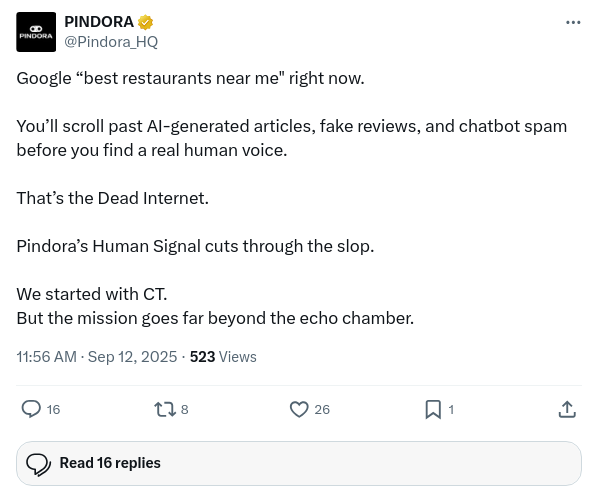 PINDORA
PINDORA
@Pindora_HQ
Google “best restaurants near me" right now.
You’ll scroll past AI-generated articles, fake reviews, and chatbot spam
before you find a real human voice.
That’s the Dead Internet.
Pindora’s Human Signal cuts through the slop.
We started with CT.
But the mission goes far beyond the echo chamber.
11:56 AM · Sep 12, 2025 · 523 Views
16 8 26 1
Read 16 replies